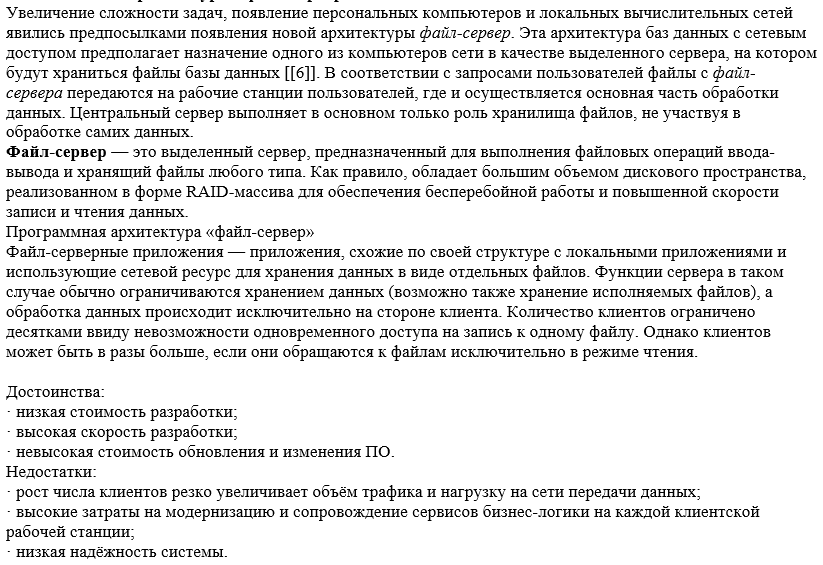 Увеличение сложности задач, появление персональных компьютеров и локальных вычислительных сетей
явились предпосылками появления новой архитектуры файл-сервер. Эта архитектура баз данных с сетевым
доступом предполагает назначение одного из компьютеров сети в качестве выделенного сервера, на котором
будут храниться файлы базы данных [[6]]. В соответствии с запросами пользователей файлы с файл-
сервера передаются на рабочие станции пользователей, где и осуществляется основная часть обработки
данных. Центральный сервер выполняет в основном только роль хранилища файлов, не участвуя в
обработке самих данных.
Файл-сервер — это выделенный сервер, предназначенный для выполнения файловых операций ввода-
вывода и хранящий файлы любого типа. Как правило, обладает большим объемом дискового пространства,
реализованном в форме RAID-массива для обеспечения бесперебойной работы и повышенной скорости
записи и чтения данных.
Программная архитектура «файл-сервер»
Файл-серверные приложения — приложения, схожие по своей структуре с локальными приложениями и
использующие сетевой ресурс для хранения данных в виде отдельных файлов. Функции сервера в таком
случае обычно ограничиваются хранением данных (возможно также хранение исполняемых файлов), а
обработка данных происходит исключительно на стороне клиента. Количество клиентов ограничено
десятками ввиду невозможности одновременного доступа на запись к одному файлу. Однако клиентов
может быть в разы больше, если они обращаются к файлам исключительно в режиме чтения.
Достоинства:
· низкая стоимость разработки;
· высокая скорость разработки;
· невысокая стоимость обновления и изменения ПО.
Недостатки:
· рост числа клиентов резко увеличивает объём трафика и нагрузку на сети передачи данных;
· высокие затраты на модернизацию и сопровождение сервисов бизнес-логики на каждой клиентской
рабочей станции;
· низкая надёжность системы.